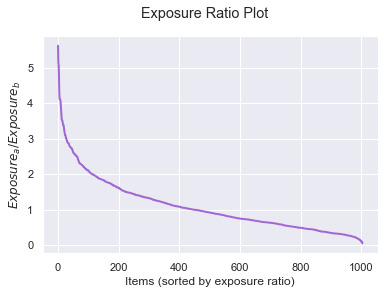 Exposure Ratio Plot
Exposure_a/Exposure_b
5
4
3
2
1
0
0 200 400 600 800 1000
Items (sorted by exposure ratio)